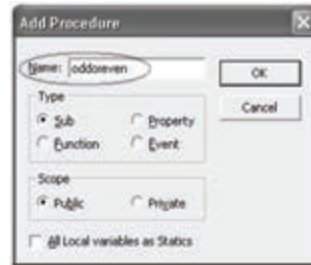 Add Procedure
Name: oddoreven
OK
Cancel
Type
Sub
Property
Function
Event
Scope
Public
Private
All Local variables as Statics